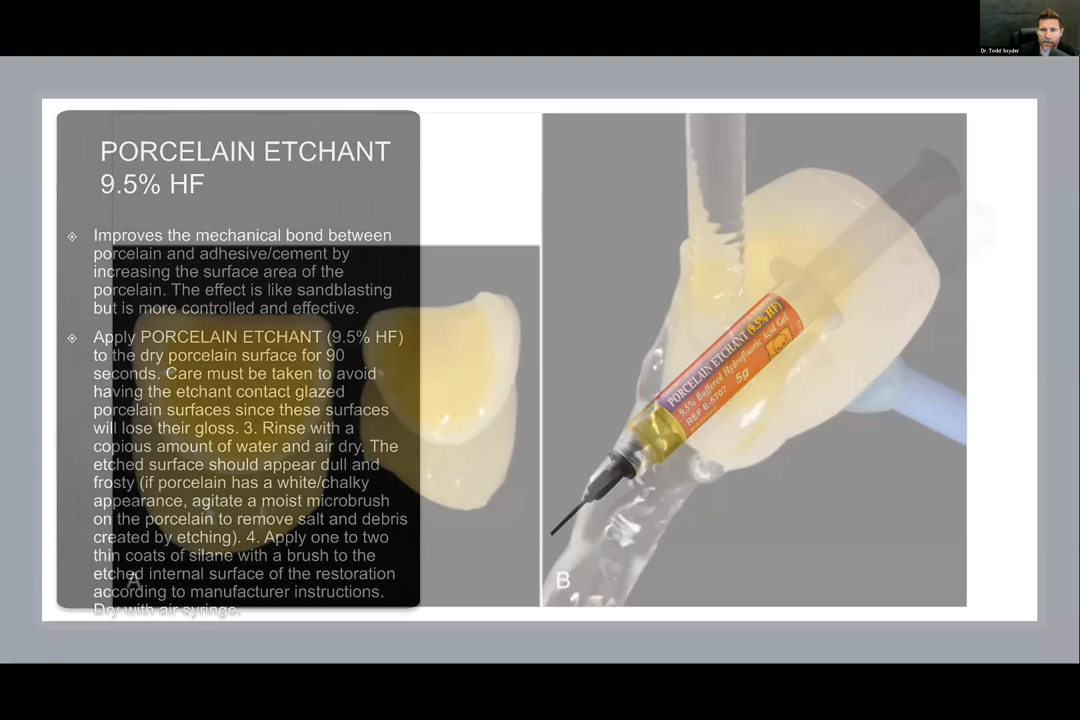 Dr. Todd Snyder
PORCELAIN ETCHANT
9.5% HF
Improves the mechanical bond between
porcelain and adhesive/cement by
increasing the surface area of the
porcelain. The effect is like sandblasting
but is more controlled and effective.
Apply PORCELAIN ETCHANT (9.5% HF)
to the dry porcelain surface for 90
seconds. Care must be taken to avoid
having the etchant contact glazed
porcelain surfaces since these surfaces
will lose their gloss. 3. Rinse with a
copious amount of water and air dry. The
etched surface should appear dull and
frosty (if porcelain has a white/chalky
appearance, agitate a moist microbrush
on the porcelain to remove salt and debris
created by etching). 4. Apply one to two
thin coats of silane with a brush to the
etched internal surface of the restoration
according to manufacturer instructions.
Dry with air syringe.
A
PORCELAIN ETCHANT (9.5% HF)
9.5% Buffered Hydrofluoric Acid Gel
REF E-5707 5g
B